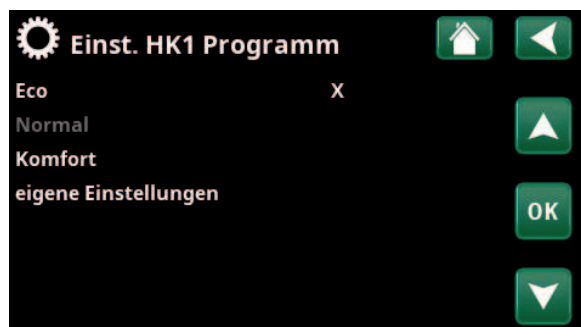 Einst. HK1 Programm
Eco X
Normal
Komfort
eigene Einstellungen
OK